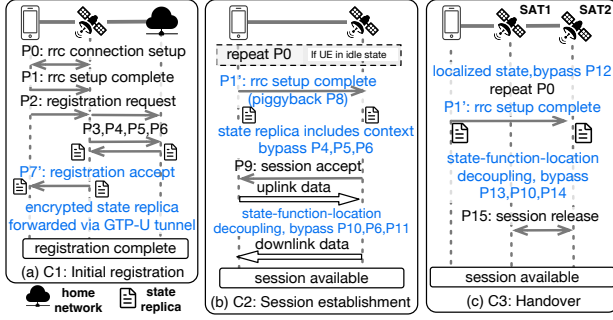 P0: rrc connection setup
P1: rrc setup complete
P2: registration request
P3,P4,P5,P6
P7': registration accept
encrypted state replica
forwarded via GTP-U tunnel
registration complete
(a) C1: Initial registration
home
network
state
replica
repeat P0
If UE in idle state
P1': rrc setup complete
(piggyback P8)
state replica includes context
bypass P4,P5,P6
P9: session accept
uplink data
state-function-location
decoupling, bypass P10,P6,P11
downlink data
session available
(b) C2: Session establishment
SAT1
SAT2
localized state,bypass P12
repeat P0
P1': rrc setup complete
state-function-location
decoupling, bypass
P13,P10,P14
P15: session release
session available
(c) C3: Handover